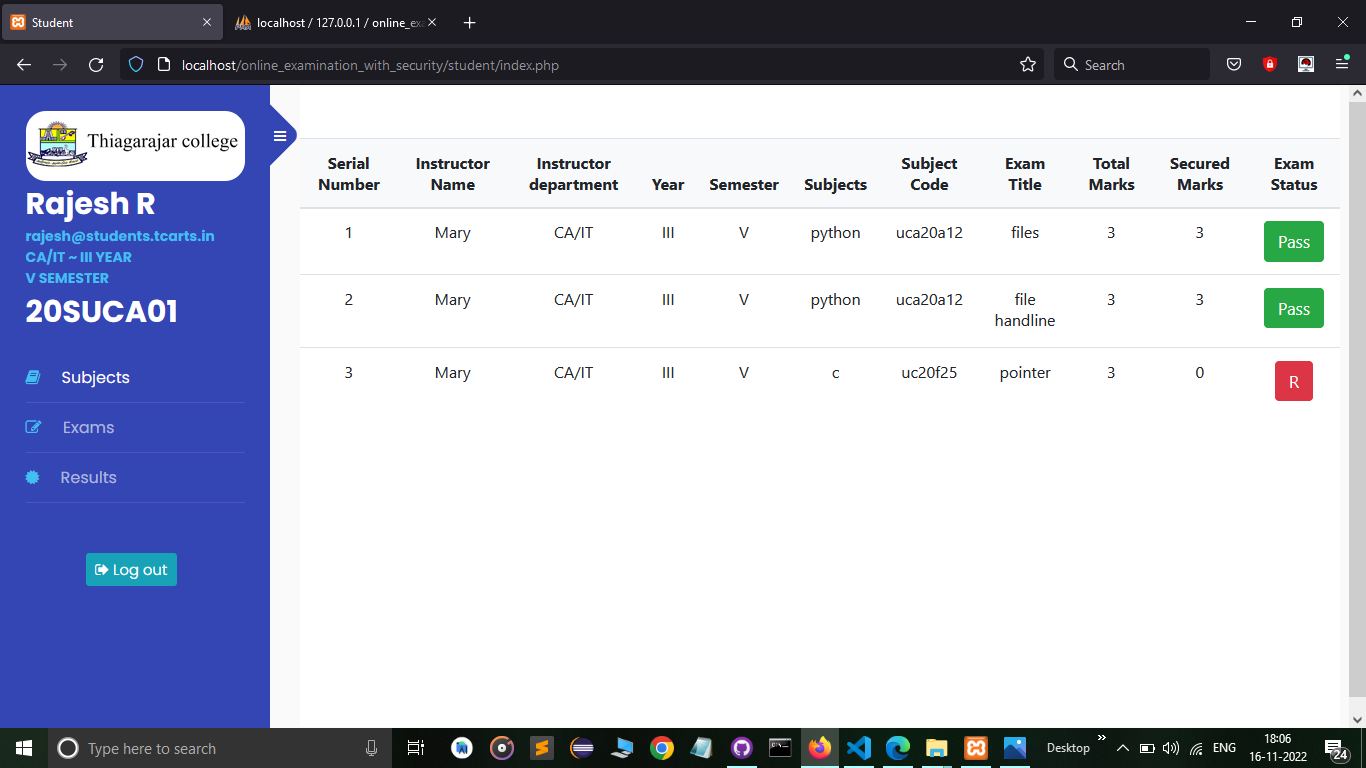 Student
localhost / 127.0.0.1 / online_exa
localhost/online_examination_with_security/student/index.php
Search
Thiagarajar college
Rajesh R
rajesh@students.tcarts.in
CA/IT ~ III YEAR
V SEMESTER
20SUCA01
Subjects
Exams
Results
Log out
Serial Number Instructor Name Instructor department Year Semester Subjects Subject Code Exam Title Total Marks Secured Marks Exam Status
1 Mary CA/IT III V python uca20a12 files 3 3 Pass
2 Mary CA/IT III V python uca20a12 file handline 3 3 Pass
3 Mary CA/IT III V c uc20f25 pointer 3 0 R
Type here to search
Desktop
ENG
18:06
16-11-2022
24